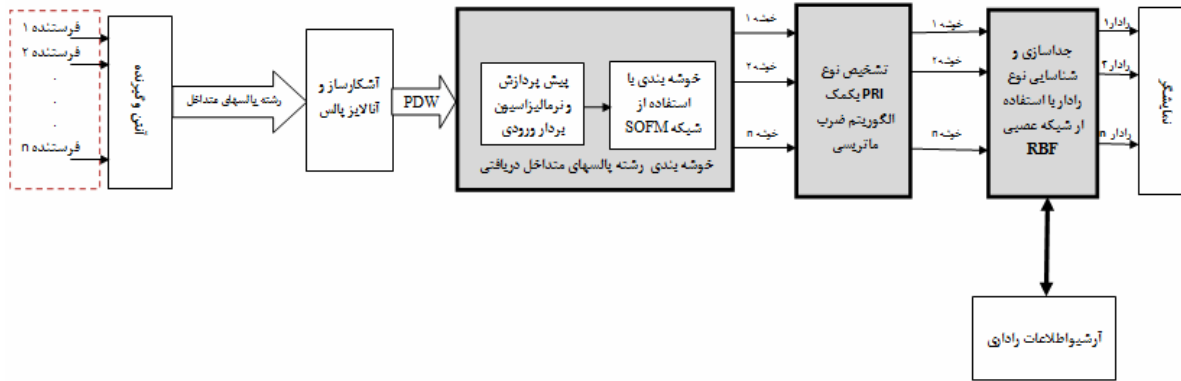 فرستنده ۱
فرستنده ۲
.
.
.
.
فرستنده n
آنتن و گیرنده
رشته پالسهای متداخل
آشکارساز و
آنالایز پالس
PDW
پیش پردازش
و نرمالیزاسیون
بردار ورودی
خوشه بندی با
استفاده از
شبکه SOFM
خوشه بندی رشته پالسهای متداخل دریافتی
خوشه ۱
خوشه ۲
خوشه n
تشخیص نوع
PRI بکمک
الگوریتم ضرب
ماتریسی
خوشه ۱
خوشه ۲
خوشه n
جداسازی و
شناسایی نوع
رادار با استفاده
از شبکه عصبی
RBF
رادار ۱
رادار ۲
رادار n
نمایشگر
آرشیواطلاعات راداری